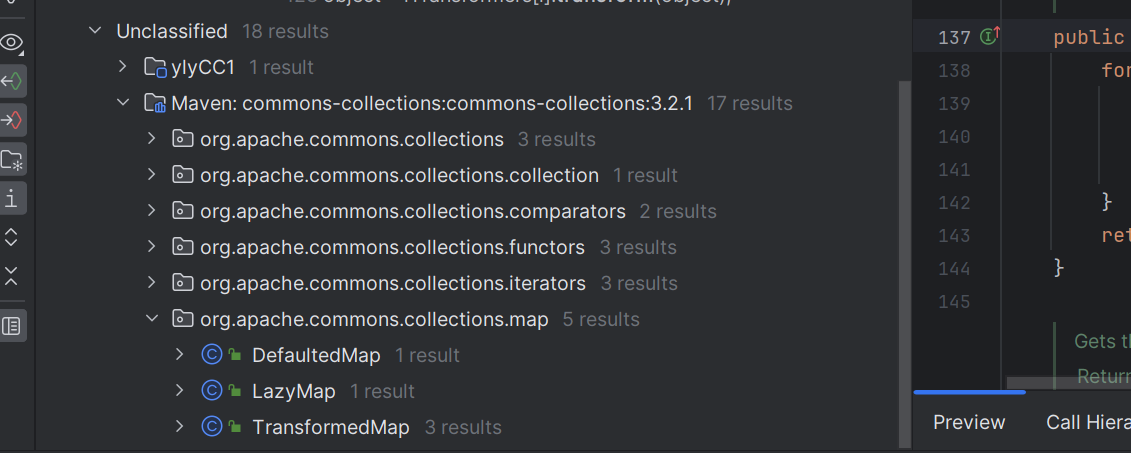 object = iTransformers[i].transform(object);
Unclassified 18 results
ylyCC1 1 result
Maven: commons-collections:commons-collections:3.2.1 17 results
org.apache.commons.collections 3 results
org.apache.commons.collections.collection 1 result
org.apache.commons.collections.comparators 2 results
org.apache.commons.collections.functors 3 results
org.apache.commons.collections.iterators 3 results
org.apache.commons.collections.map 5 results
DefaultedMap 1 result
LazyMap 1 result
TransformedMap 3 results
137 public
138 for
139
140
141
142 }
143 ret
144 }
145
Gets t
Return
Preview Call Hiera